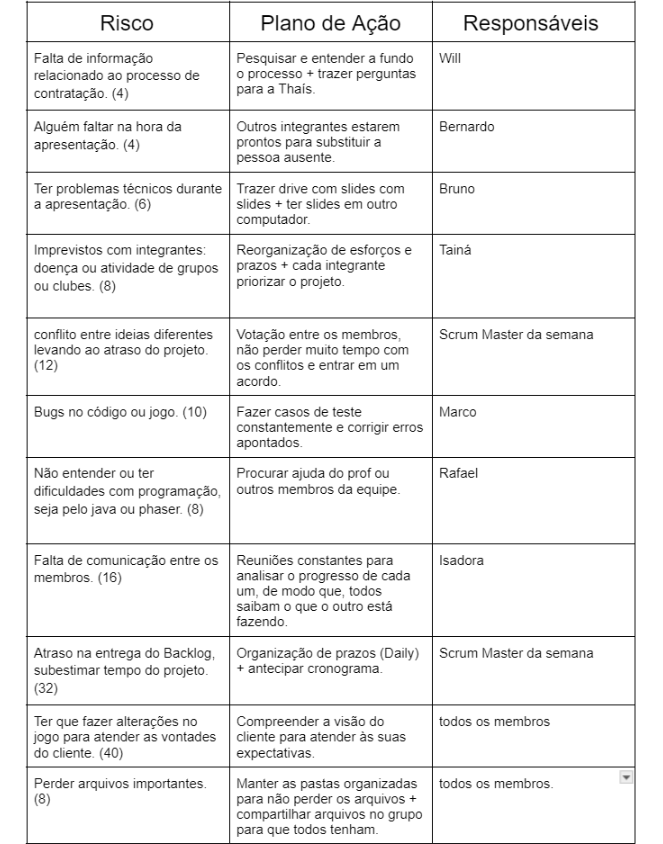 Risco
Plano de Ação
Responsáveis
Falta de informação
relacionado ao processo de
contratação. (4)
Pesquisar e entender a fundo
o processo + trazer perguntas
para a Thaís.
Will
Alguém faltar na hora da
apresentação. (4)
Outros integrantes estarem
prontos para substituir a
pessoa ausente.
Bernardo
Ter problemas técnicos durante
a apresentação. (6)
Trazer drive com slides com
slides + ter slides em outro
computador.
Bruno
Imprevistos com integrantes:
doença ou atividade de grupos
ou clubes. (8)
Reorganização de esforços e
prazos + cada integrante
priorizar o projeto.
Tainá
conflito entre ideias diferentes
levando ao atraso do projeto.
(12)
Votação entre os membros,
não perder muito tempo com
os conflitos e entrar em um
acordo.
Scrum Master da semana
Bugs no código ou jogo. (10)
Fazer casos de teste
constantemente e corrigir erros
apontados.
Marco
Não entender ou ter
dificuldades com programação,
seja pelo java ou phaser. (8)
Procurar ajuda do prof ou
outros membros da equipe.
Rafael
Falta de comunicação entre os
membros. (16)
Reuniões constantes para
analisar o progresso de cada
um, de modo que, todos
saibam o que o outro está
fazendo.
Isadora
Atraso na entrega do Backlog,
subestimar tempo do projeto.
(32)
Organização de prazos (Daily)
+ antecipar cronograma.
Scrum Master da semana
Ter que fazer alterações no
jogo para atender as vontades
do cliente. (40)
Compreender a visão do
cliente para atender às suas
expectativas.
todos os membros
Perder arquivos importantes.
(8)
Manter as pastas organizadas
para não perder os arquivos +
compartilhar arquivos no grupo
para que todos tenham.
todos os membros.